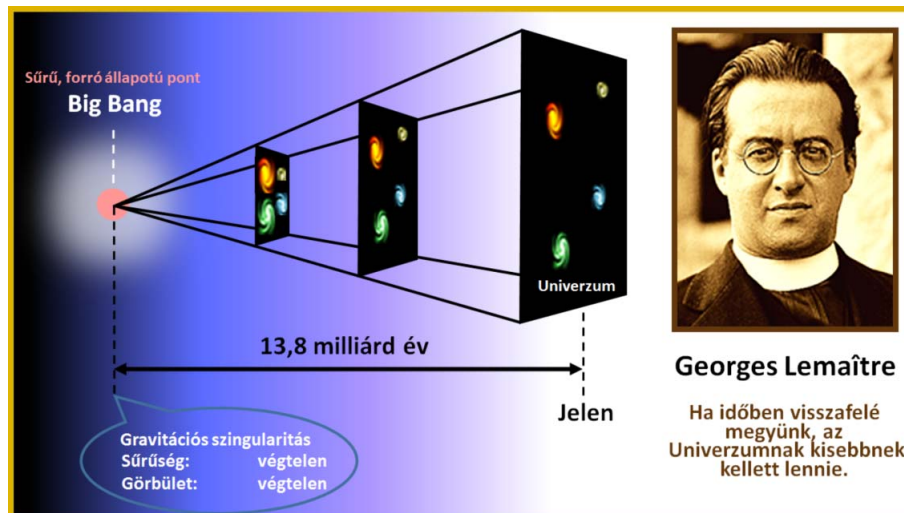 Sűrű, forró állapotú pont
Big Bang
Univerzum
13,8 milliárd év
Jelen
Gravitációs szingularitás
Sűrűség: végtelen
Görbület: végtelen
Georges Lemaître
Ha időben visszafelé
megyünk, az
Univerzumnak kisebbnek
kellett lennie.